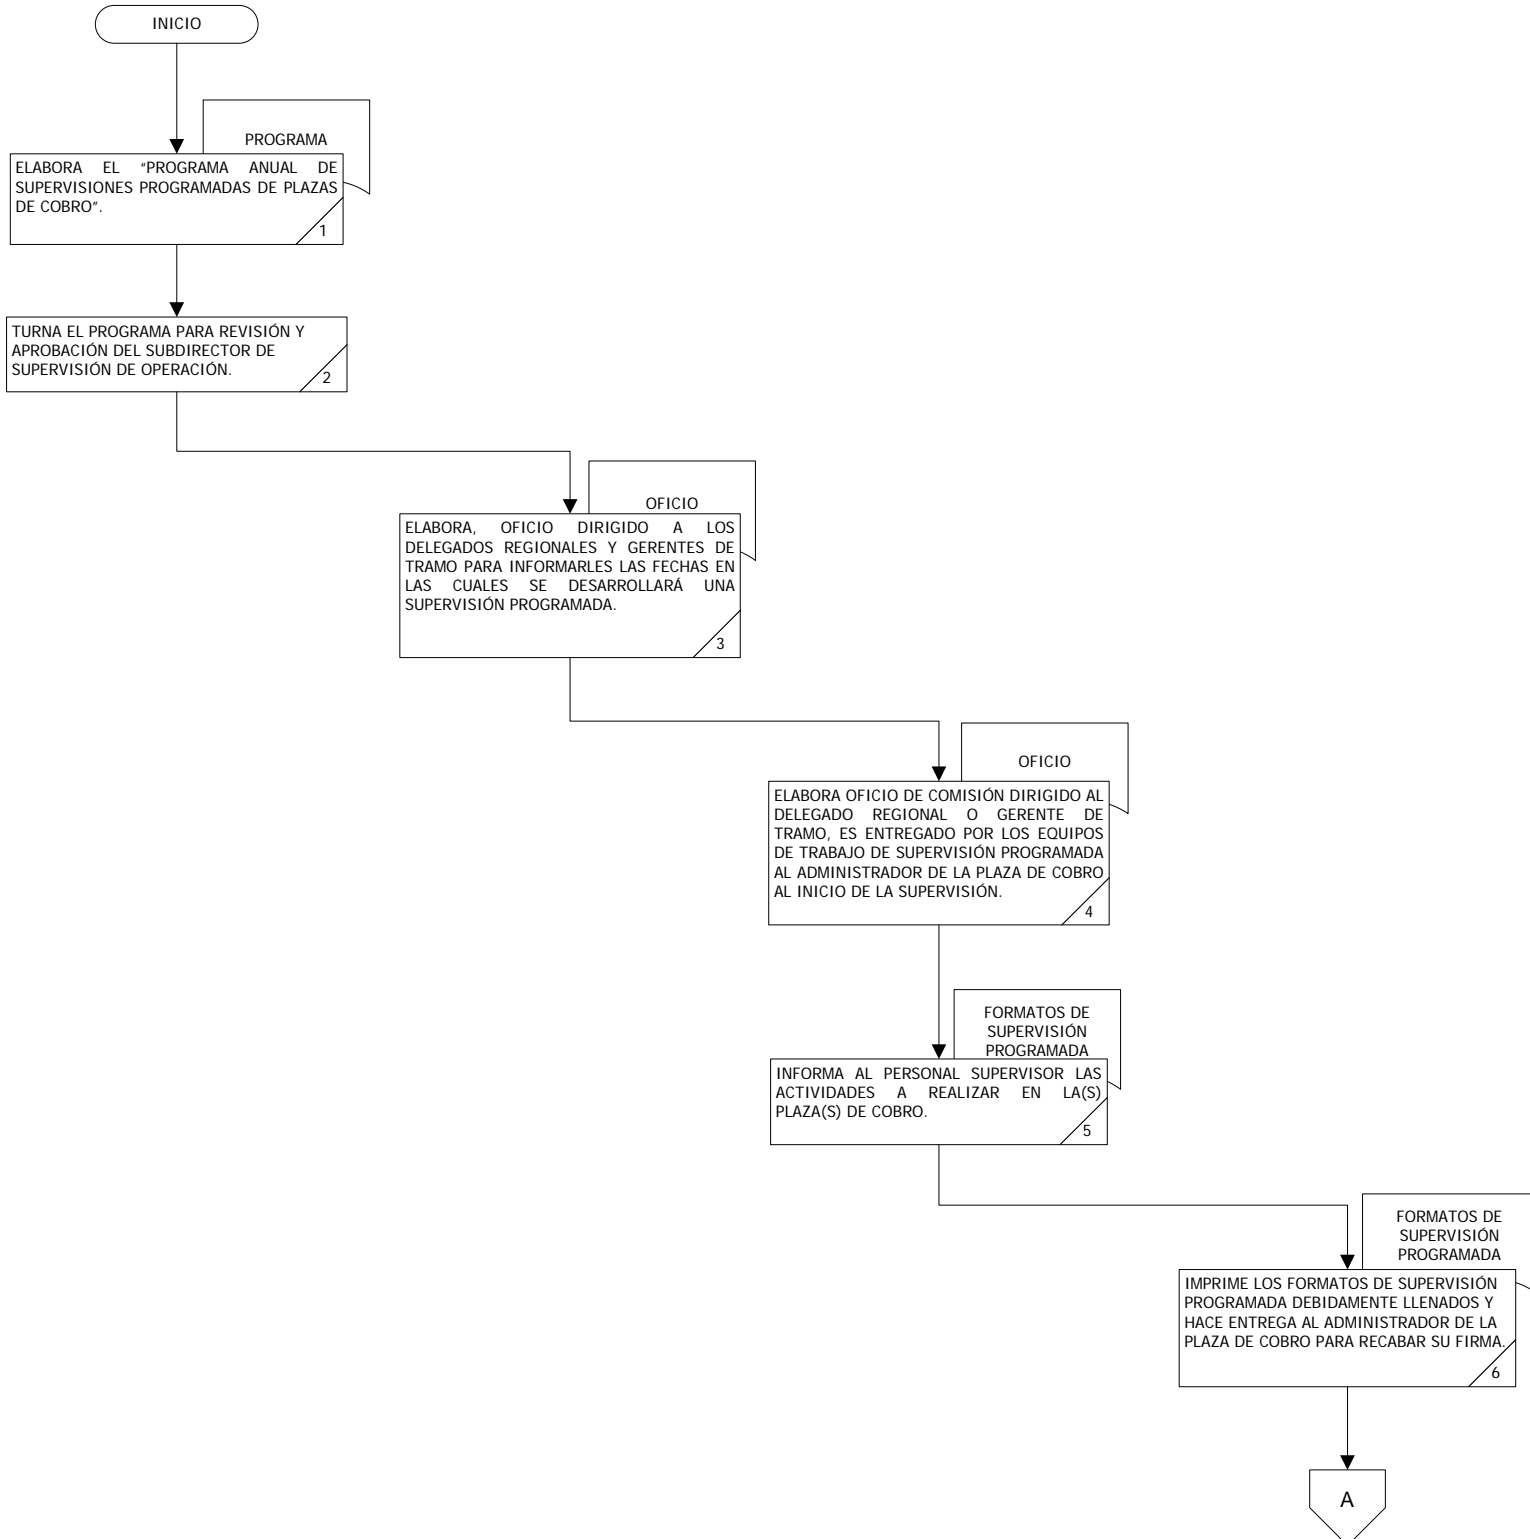 INICIO
PROGRAMA
ELABORA EL “PROGRAMA ANUAL DE
SUPERVISIONES PROGRAMADAS DE PLAZAS
DE COBRO”.
1
TURNA EL PROGRAMA PARA REVISIÓN Y
APROBACIÓN DEL SUBDIRECTOR DE
SUPERVISIÓN DE OPERACIÓN.
2
OFICIO
ELABORA, OFICIO DIRIGIDO A LOS
DELEGADOS REGIONALES Y GERENTES DE
TRAMO PARA INFORMARLES LAS FECHAS EN
LAS CUALES SE DESARROLLARÁ UNA
SUPERVISIÓN PROGRAMADA.
3
OFICIO
ELABORA OFICIO DE COMISIÓN DIRIGIDO AL
DELEGADO REGIONAL O GERENTE DE
TRAMO, ES ENTREGADO POR LOS EQUIPOS
DE TRABAJO DE SUPERVISIÓN PROGRAMADA
AL ADMINISTRADOR DE LA PLAZA DE COBRO
AL INICIO DE LA SUPERVISIÓN.
4
FORMATOS DE
SUPERVISIÓN
PROGRAMADA
INFORMA AL PERSONAL SUPERVISOR LAS
ACTIVIDADES A REALIZAR EN LA(S)
PLAZA(S) DE COBRO.
5
FORMATOS DE
SUPERVISIÓN
PROGRAMADA
IMPRIME LOS FORMATOS DE SUPERVISIÓN
PROGRAMADA DEBIDAMENTE LLENADOS Y
HACE ENTREGA AL ADMINISTRADOR DE LA
PLAZA DE COBRO PARA RECABAR SU FIRMA.
6
A